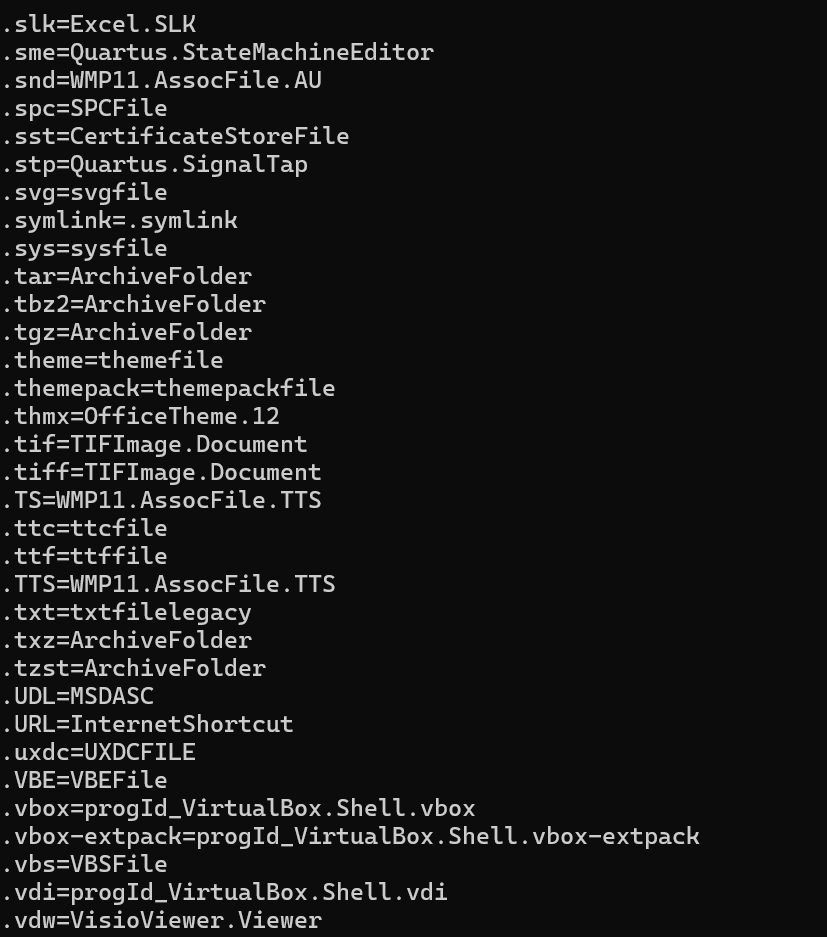 .slk=Excel.SLK
.sme=Quartus.StateMachineEditor
.snd=WMP11.AssocFile.AU
.spc=SPCFile
.sst=CertificateStoreFile
.stp=Quartus.SignalTap
.svg=svgfile
.symlink=.symlink
.sys=sysfile
.tar=ArchiveFolder
.tbz2=ArchiveFolder
.tgz=ArchiveFolder
.theme=themefile
.themepack=themepackfile
.thmx=OfficeTheme.12
.tif=TIFImage.Document
.tiff=TIFImage.Document
.TS=WMP11.AssocFile.TTS
.ttc=ttcfile
.ttf=ttffile
.TTS=WMP11.AssocFile.TTS
.txt=txtfilelegacy
.txz=ArchiveFolder
.tzst=ArchiveFolder
.UDL=MSDASC
.URL=InternetShortcut
.uxdc=UXDCFILE
.VBE=VBEFile
.vbox=progId_VirtualBox.Shell.vbox
.vbox-extpack=progId_VirtualBox.Shell.vbox-extpack
.vbs=VBSFile
.vdi=progId_VirtualBox.Shell.vdi
.vdw=VisioViewer.Viewer